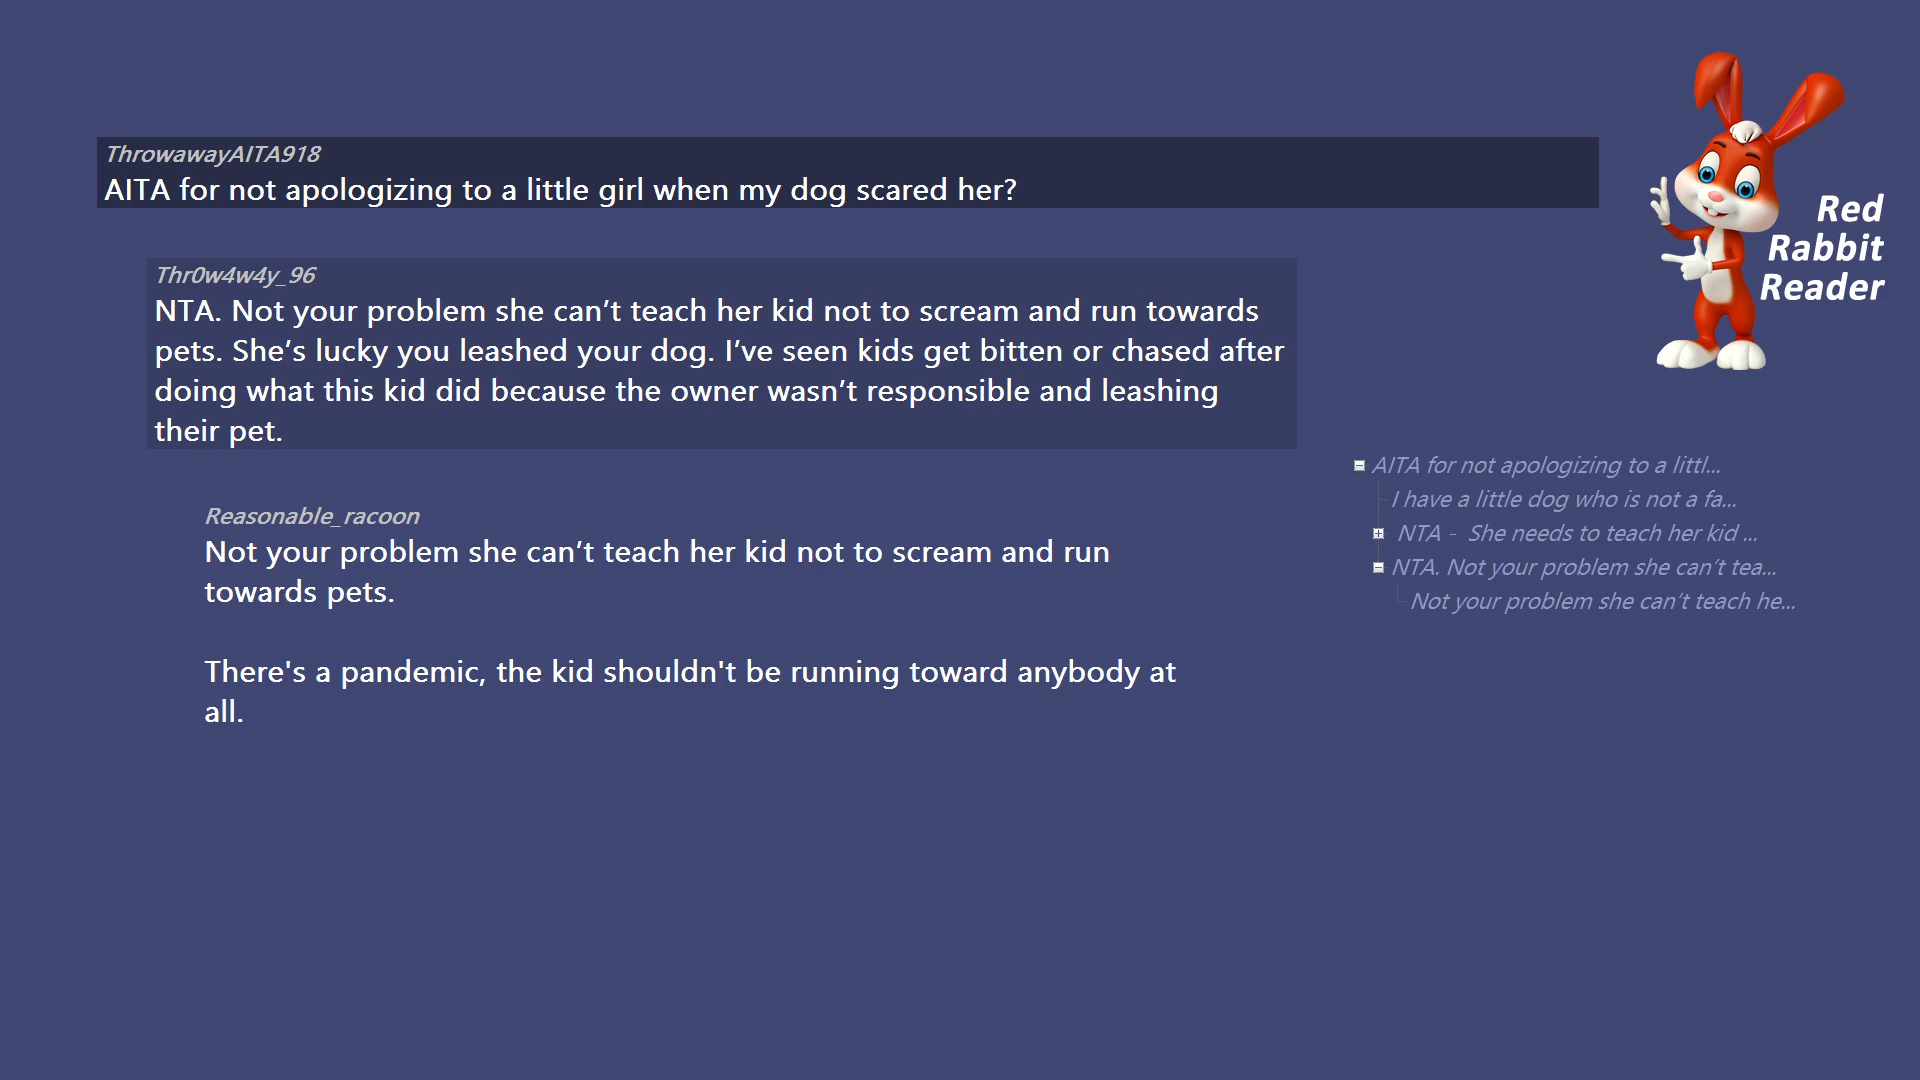 ThrowawayAITA918
AITA for not apologizing to a little girl when my dog scared her?
Thr0w4w4y_96
NTA. Not your problem she can’t teach her kid not to scream and run towards
pets. She’s lucky you leashed your dog. I’ve seen kids get bitten or chased after
doing what this kid did because the owner wasn’t responsible and leashing
their pet.
Reasonable_racoon
Not your problem she can’t teach her kid not to scream and run
towards pets.
There's a pandemic, the kid shouldn't be running toward anybody at
all.
Red
Rabbit
Reader
AITA for not apologizing to a littl...
I have a little dog who is not a fa...
NTA -  She needs to teach her kid ...
NTA. Not your problem she can’t tea...
Not your problem she can’t teach he...